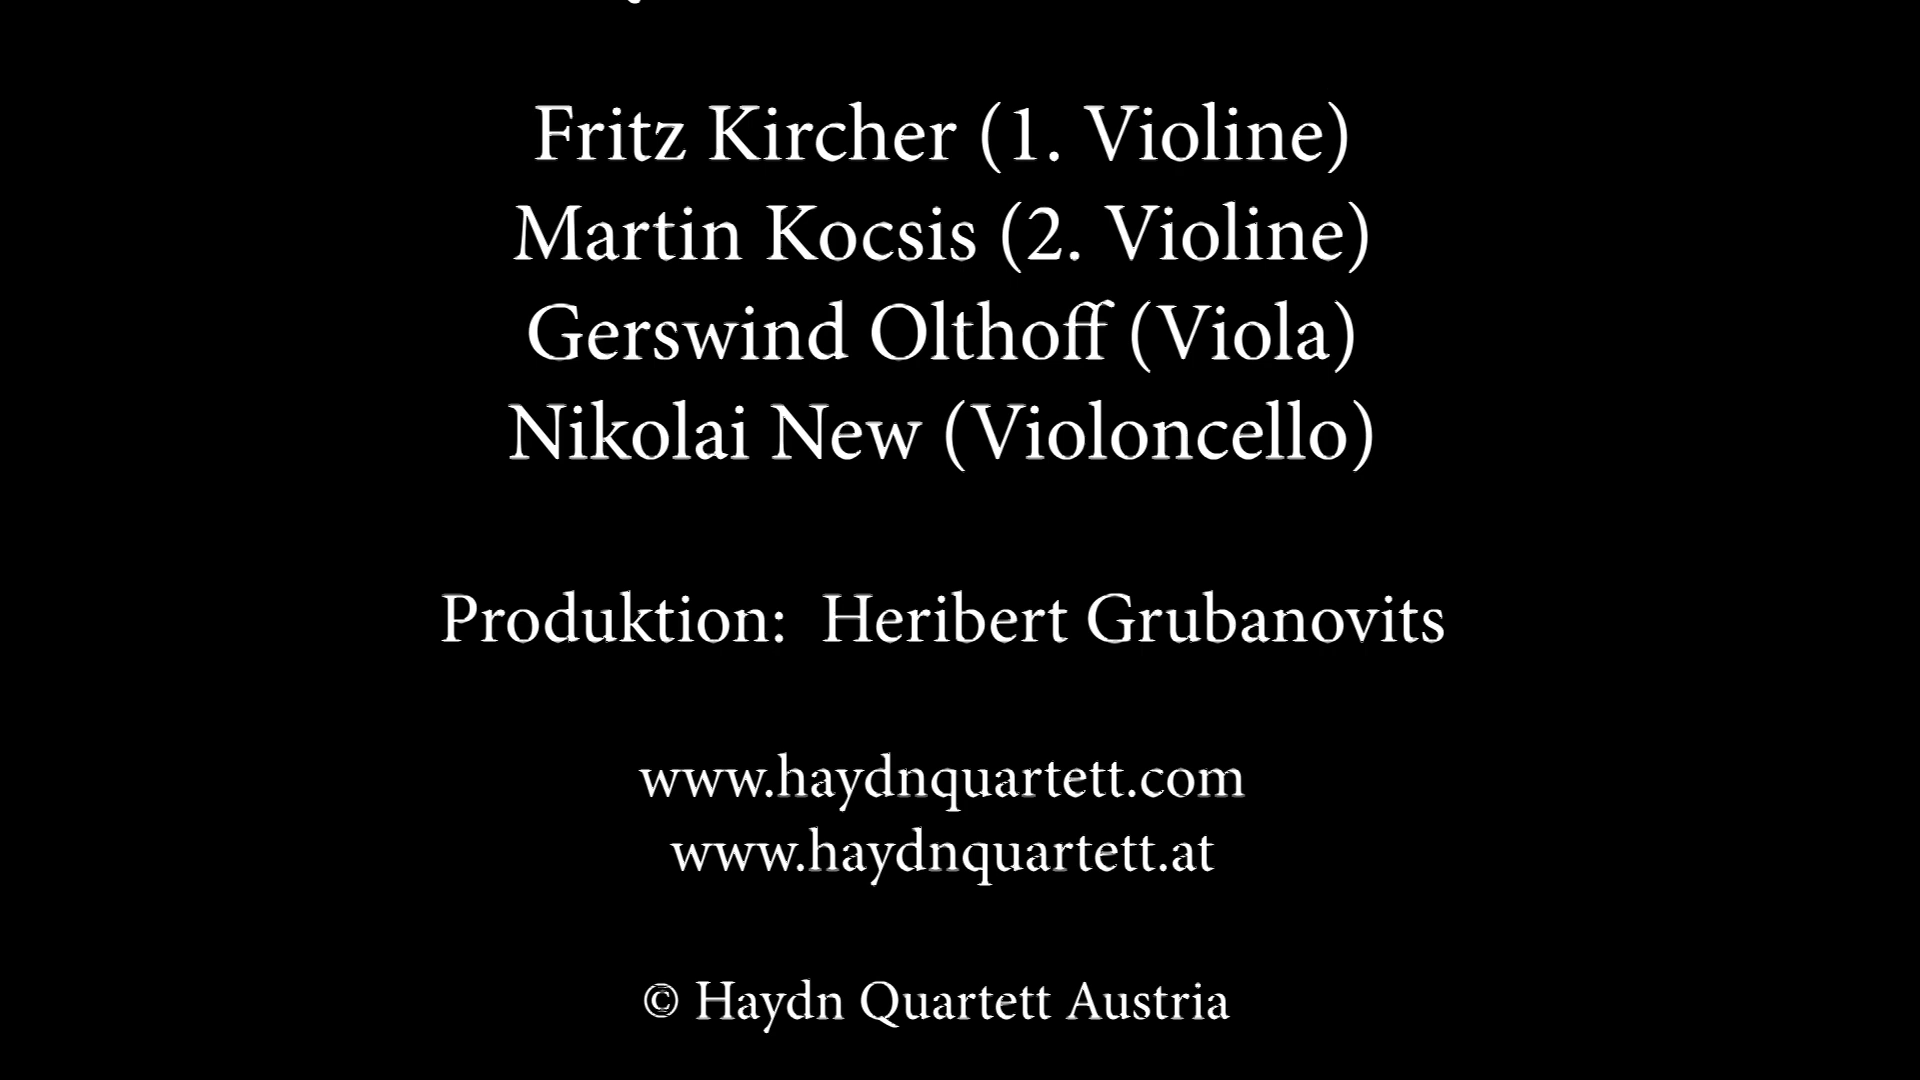 Fritz Kircher (1. Violine)
Martin Kocsis (2. Violine)
Gerswind Olthoff (Viola)
Nikolai New (Violoncello)
Produktion:  Heribert Grubanovits
www.haydnquartett.com
www.haydnquartett.at
© Haydn Quartett Austria